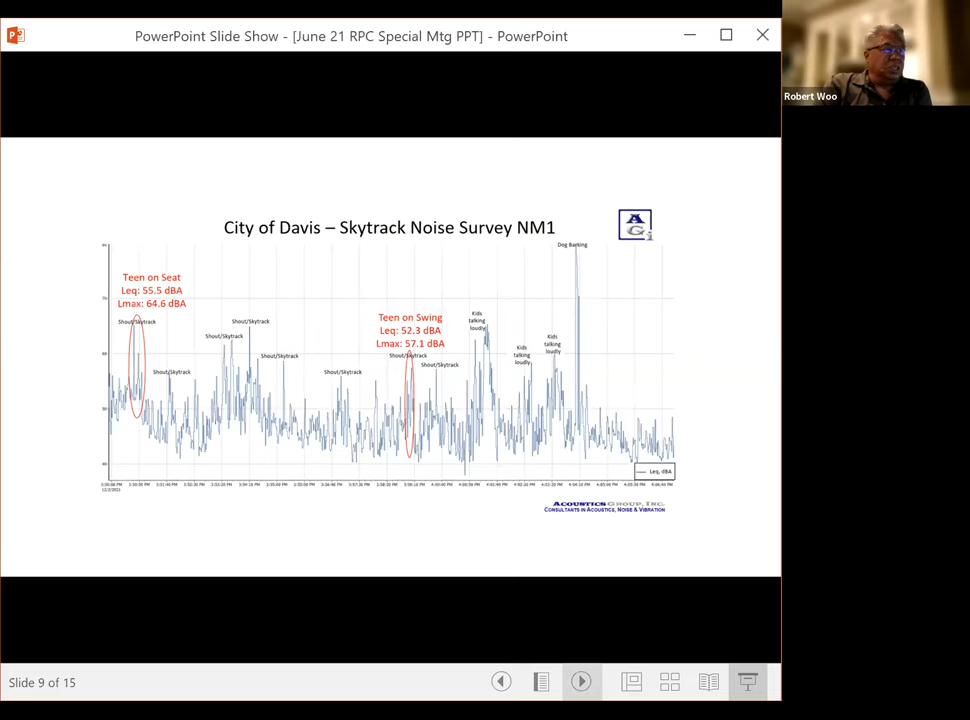 PowerPoint Slide Show - [June 21 RPC Special Mtg PPT] - PowerPoint
Robert Woo
City of Davis – Skytrack Noise Survey NM1
AGi
Dog Barking
Teen on Seat
Leq: 55.5 dBA
Lmax: 64.6 dBA
Shout/Skytrack
Shout/Skytrack
Shout/Skytrack
Shout/Skytrack
Shout/Skytrack
Shout/Skytrack
Teen on Swing
Leq: 52.3 dBA
Lmax: 57.1 dBA
Shout/Skytrack
Shout/Skytrack
Kids
talking
loudly
Kids
talking
loudly
Kids
talking
loudly
Leq, dBA
ACOUSTICS GROUP, INC.
CONSULTANTS IN ACOUSTICS, NOISE & VIBRATION
Slide 9 of 15